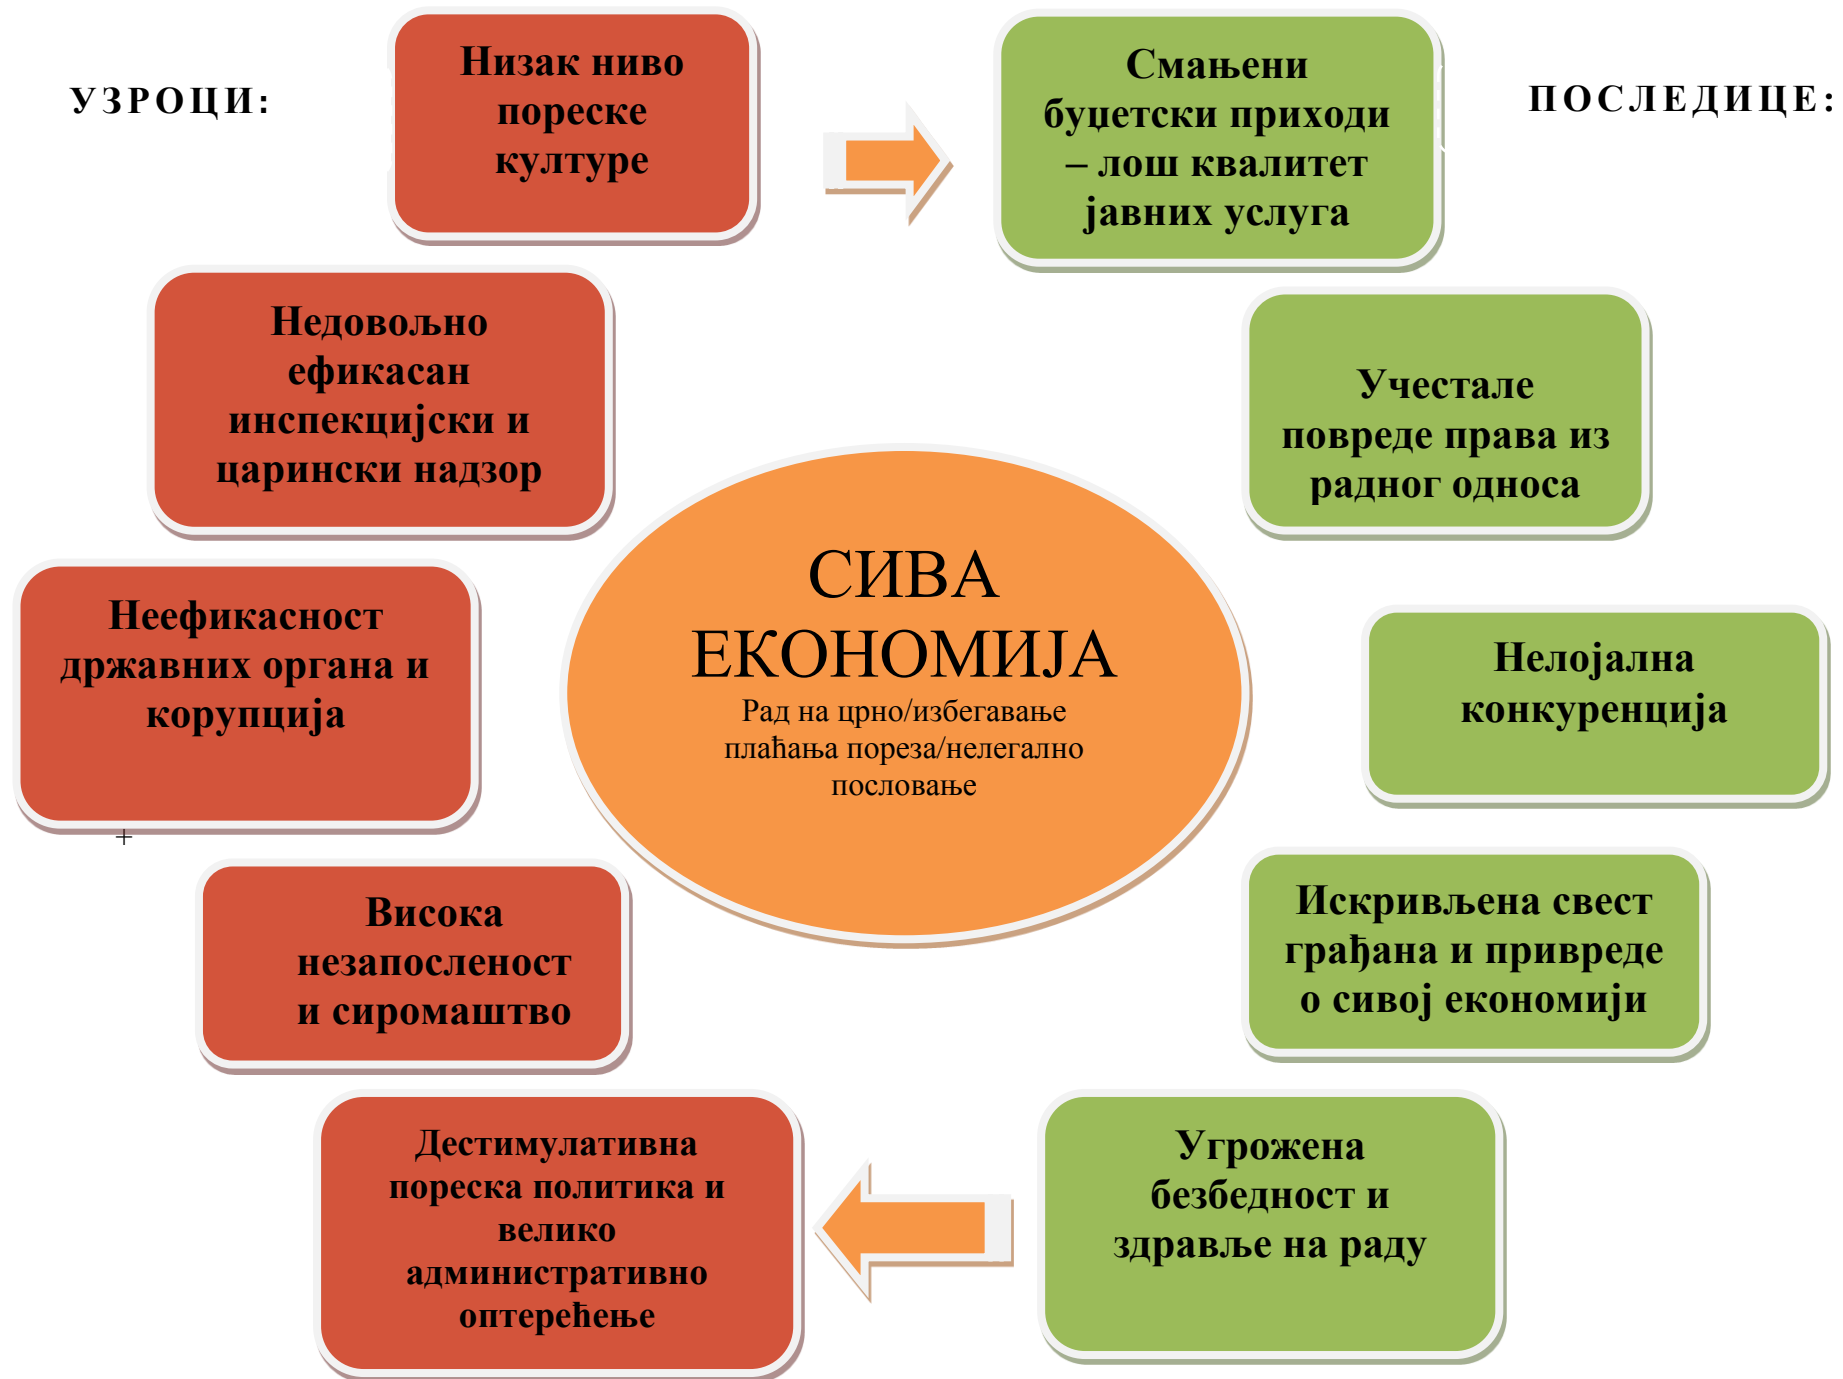 УЗРОЦИ:
Низак ниво
пореске
културе
Недовољно
ефикасан
инспекцијски и
царински надзор
Неефикасност
државних органа и
корупција
+
Висока
незапосленост
и сиромаштво
Дестимулативна
пореска политика и
велико
административно
оптерећење
СИВА
ЕКОНОМИЈА
Рад на црно/избегавање
плаћања пореза/нелегално
пословање
ПОСЛЕДИЦЕ:
Смањени
буџетски приходи
– лош квалитет
јавних услуга
Учестале
повреде права из
радног односа
Нелојална
конкуренција
Искривљена свест
грађана и привреде
о сивој економији
Угрожена
безбедност и
здравље на раду